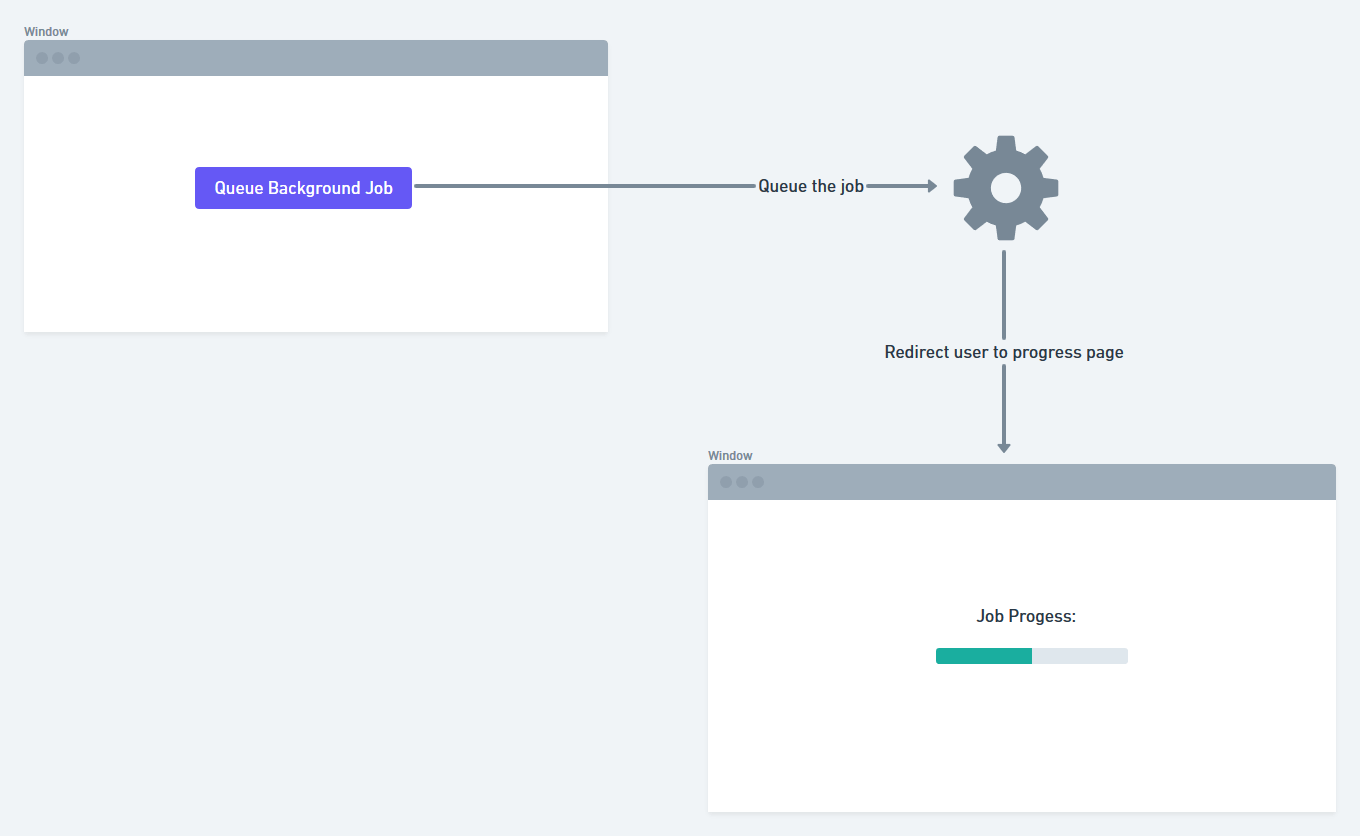 Window
Queue Background Job
Queue the job
Redirect user to progress page
Window
Job Progess: